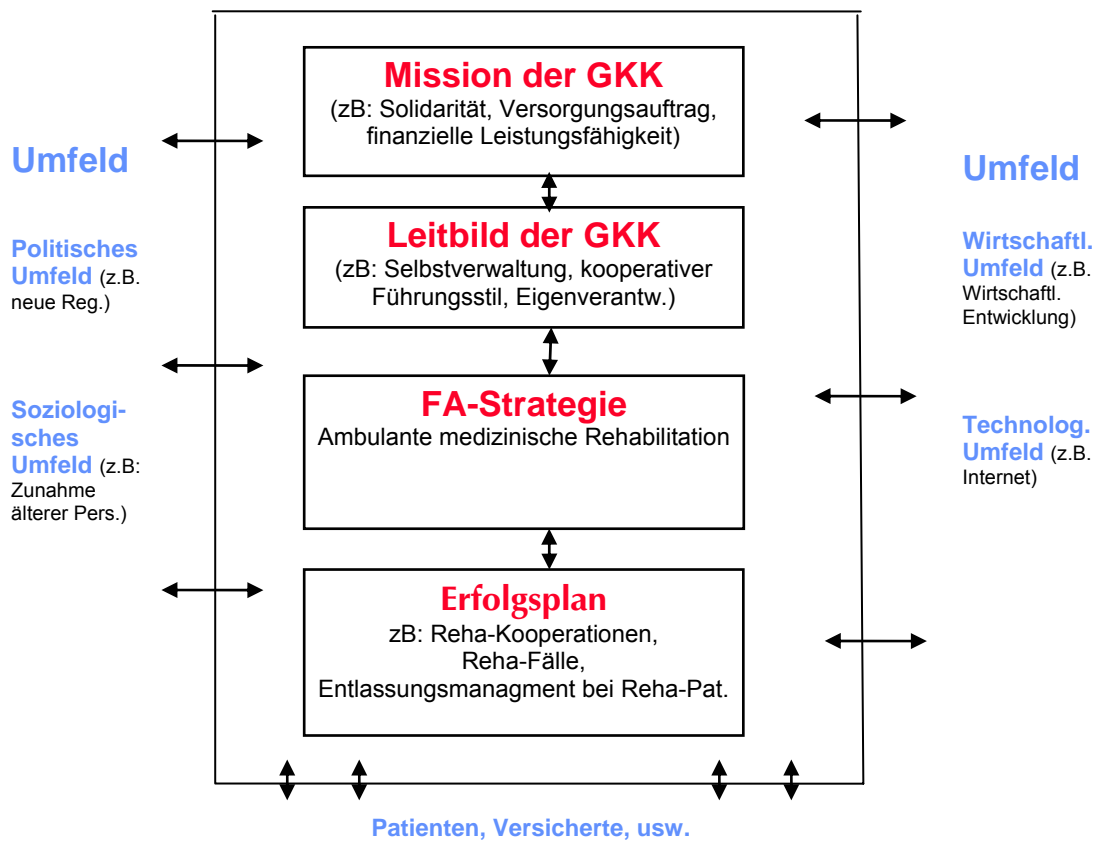 Mission der GKK
(zB: Solidarität, Versorgungsauftrag,
finanzielle Leistungsfähigkeit)
Umfeld
Politisches
Umfeld (z.B.
neue Reg.)
Soziologi-
sches
Umfeld (z.B:
Zunahme
älterer Pers.)
Leitbild der GKK
(zB: Selbstverwaltung, kooperativer
Führungsstil, Eigenverantw.)
FA-Strategie
Ambulante medizinische Rehabilitation
Erfolgsplan
zB: Reha-Kooperationen,
Reha-Fälle,
Entlassungsmanagment bei Reha-Pat.
Umfeld
Wirtschaftl.
Umfeld (z.B.
Wirtschaftl.
Entwicklung)
Technolog.
Umfeld (z.B.
Internet)
Patienten, Versicherte, usw.